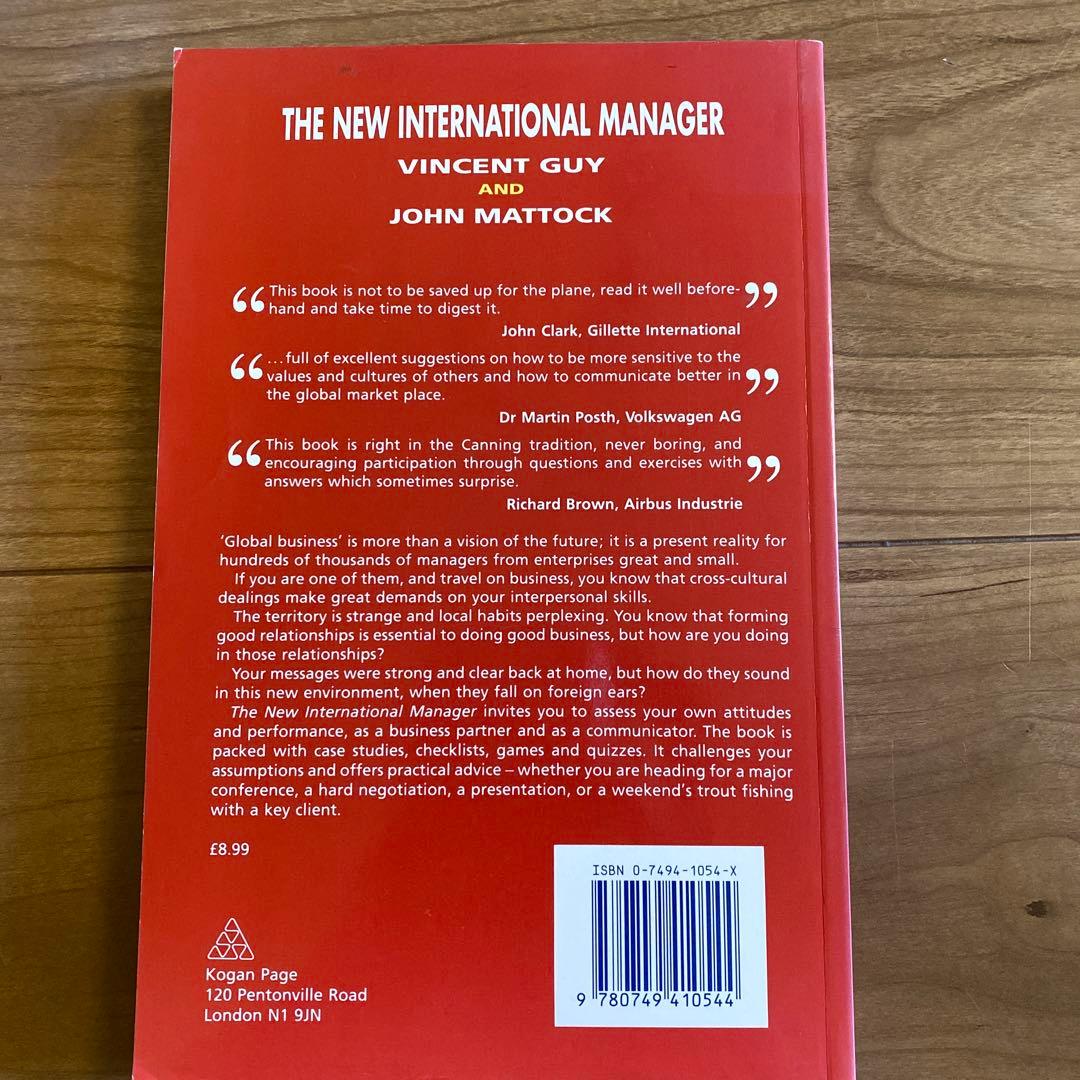 THE NEW INTERNATIONAL MANAGER
VINCENT GUY
AND
JOHN MATTOCK
“This book is not to be saved up for the plane, read it well before-
hand and take time to digest it.”
John Clark, Gillette International
“...full of excellent suggestions on how to be more sensitive to the
values and cultures of others and how to communicate better in
the global market place.”
Dr Martin Posth, Volkswagen AG
“This book is right in the Canning tradition, never boring, and
encouraging participation through questions and exercises with
answers which sometimes surprise.”
Richard Brown, Airbus Industrie
‘Global business’ is more than a vision of the future; it is a present reality for
hundreds of thousands of managers from enterprises great and small.
If you are one of them, and travel on business, you know that cross-cultural
dealings make great demands on your interpersonal skills.
The territory is strange and local habits perplexing. You know that forming
good relationships is essential to doing good business, but how are you doing
in those relationships?
Your messages were strong and clear back at home, but how do they sound
in this new environment, when they fall on foreign ears?
The New International Manager invites you to assess your own attitudes
and performance, as a business partner and as a communicator. The book is
packed with case studies, checklists, games and quizzes. It challenges your
assumptions and offers practical advice – whether you are heading for a major
conference, a hard negotiation, a presentation, or a weekend's trout fishing
with a key client.
£8.99
ISBN 0-7494-1054-X
9 780749 410544
Kogan Page
120 Pentonville Road
London N1 9JN